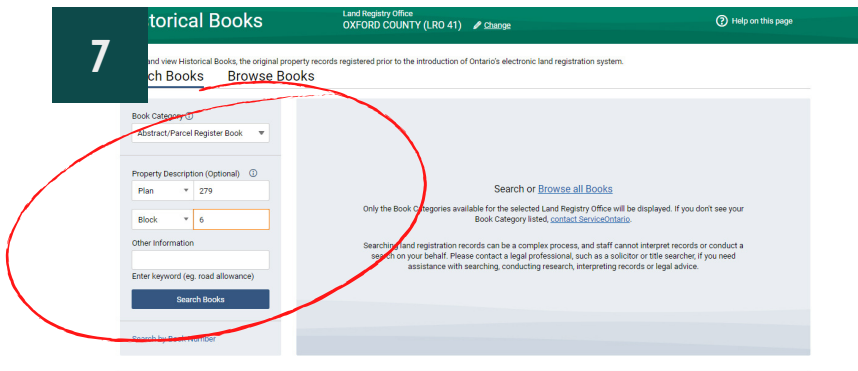 7
torical Books
Land Registry Office
OXFORD COUNTY (LRO 41) Change
Help on this page
and view Historical Books, the original property records registered prior to the introduction of Ontario's electronic land registration system.
ch Books Browse Books
Book Category
Abstract/Parcel Register Book
Property Description (Optional)
Plan 279
Block 6
Other Information
Enter keyword (eg. road allowance)
Search Books
Search by Book Number
Search or Browse all Books
Only the Book Categories available for the selected Land Registry Office will be displayed. If you don't see your
Book Category listed, contact ServiceOntario.
Searching land registration records can be a complex process, and staff cannot interpret records or conduct a
search on your behalf. Please contact a legal professional, such as a solicitor or title searcher, if you need
assistance with searching, conducting research, interpreting records or legal advice.